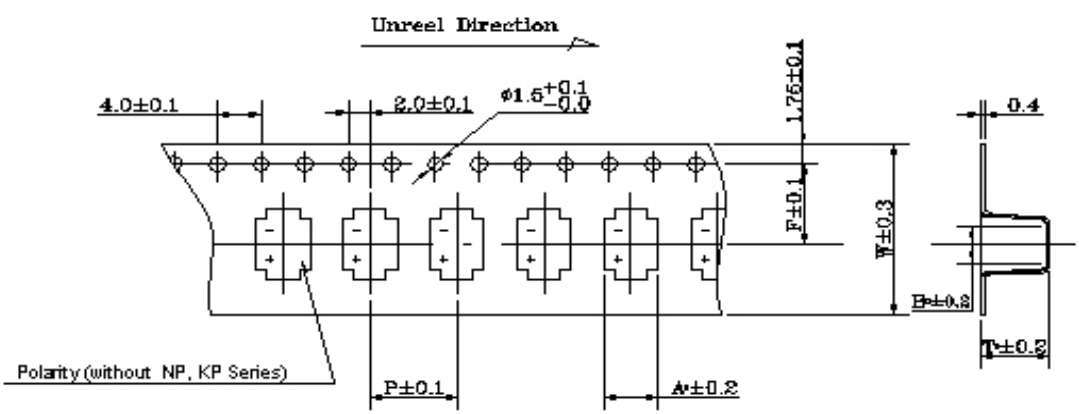 Unreel Direction
4.0±0.1
2.0±0.1
φ1.5+0.1
-0.0
1.75±0.1
0.4
F±0.1
W±0.3
- - - - - -
+ + + + +
B±0.2
T±0.2
Polarity (without NP, KP Series)
P±0.1
A±0.2